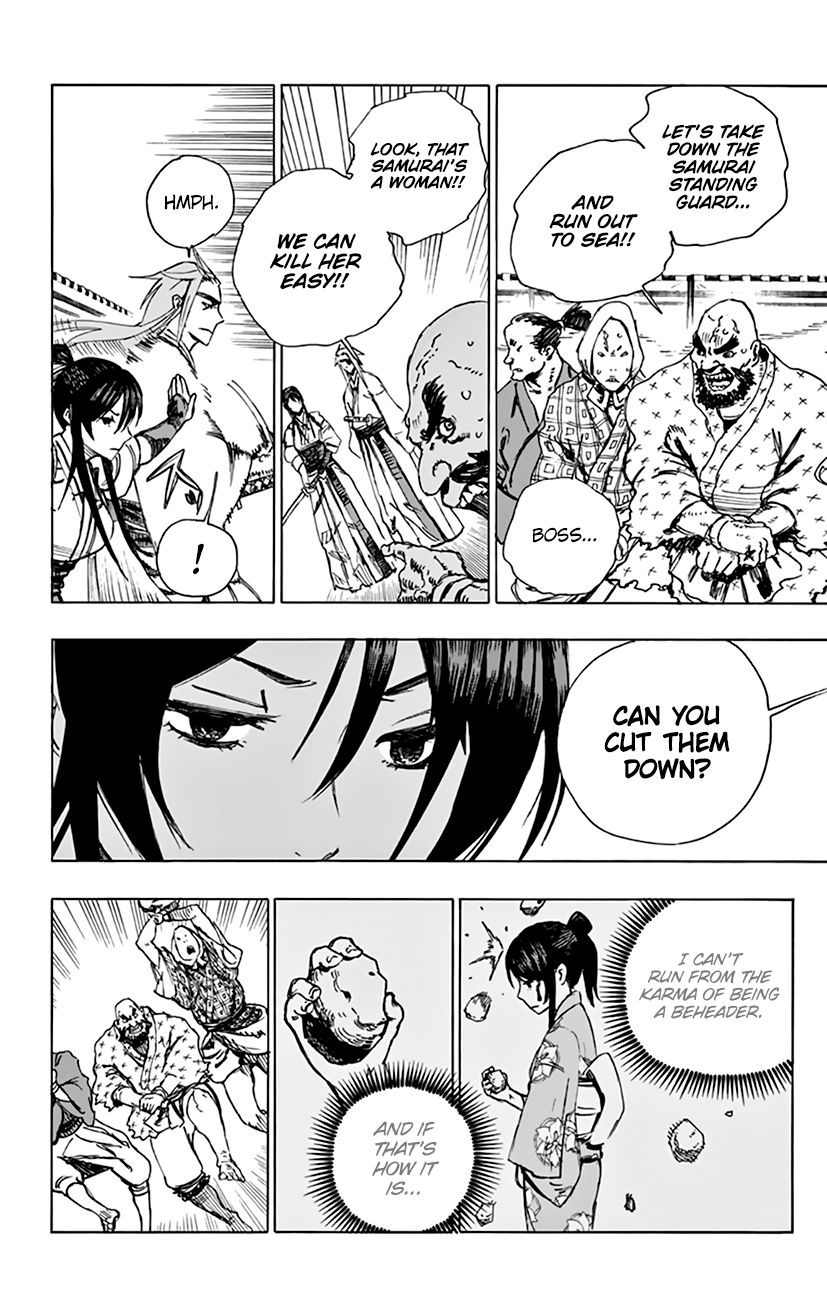 LET'S TAKE
DOWN THE
SAMURAI
STANDING
GUARD...
AND
RUN OUT
TO SEA!!
BOSS...
LOOK, THAT
SAMURAI'S
A WOMAN!!
WE CAN
KILL HER
EASY!!
HMPH.
!
CAN YOU
CUT THEM
DOWN?
I CAN'T
RUN FROM THE
KARMA OF BEING
A BEHEADER.
AND IF
THAT'S
HOW IT
IS...